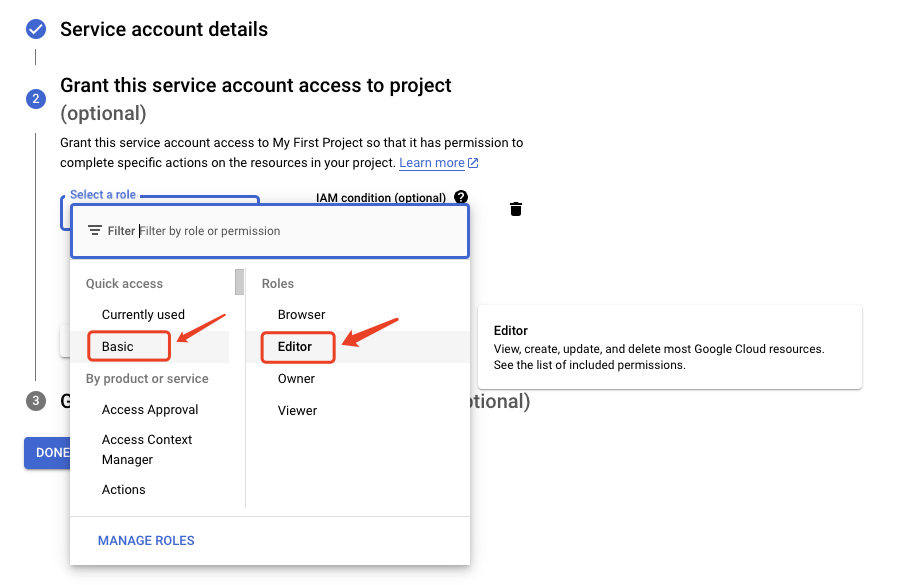 Service account details
2
Grant this service account access to project
(optional)
Grant this service account access to My First Project so that it has permission to
complete specific actions on the resources in your project. Learn more
Select a role
IAM condition (optional) ?
Filter Filter by role or permission
Quick access
Currently used
Basic
By product or service
Access Approval
Access Context
Manager
Actions
Roles
Browser
Editor
Owner
Viewer
Editor
View, create, update, and delete most Google Cloud resources.
See the list of included permissions.
3
MANAGE ROLES
DONE